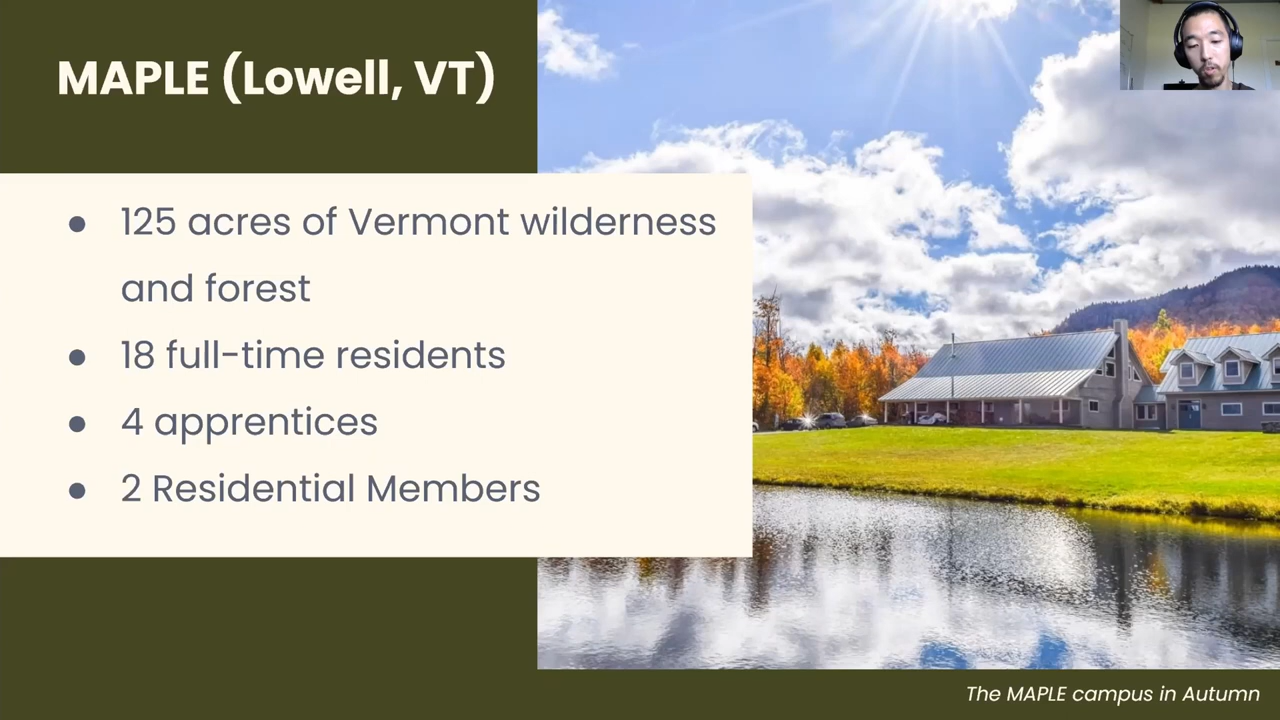 MAPLE (Lowell, VT)
● 125 acres of Vermont wilderness
and forest
● 18 full-time residents
● 4 apprentices
● 2 Residential Members
The MAPLE campus in Autumn